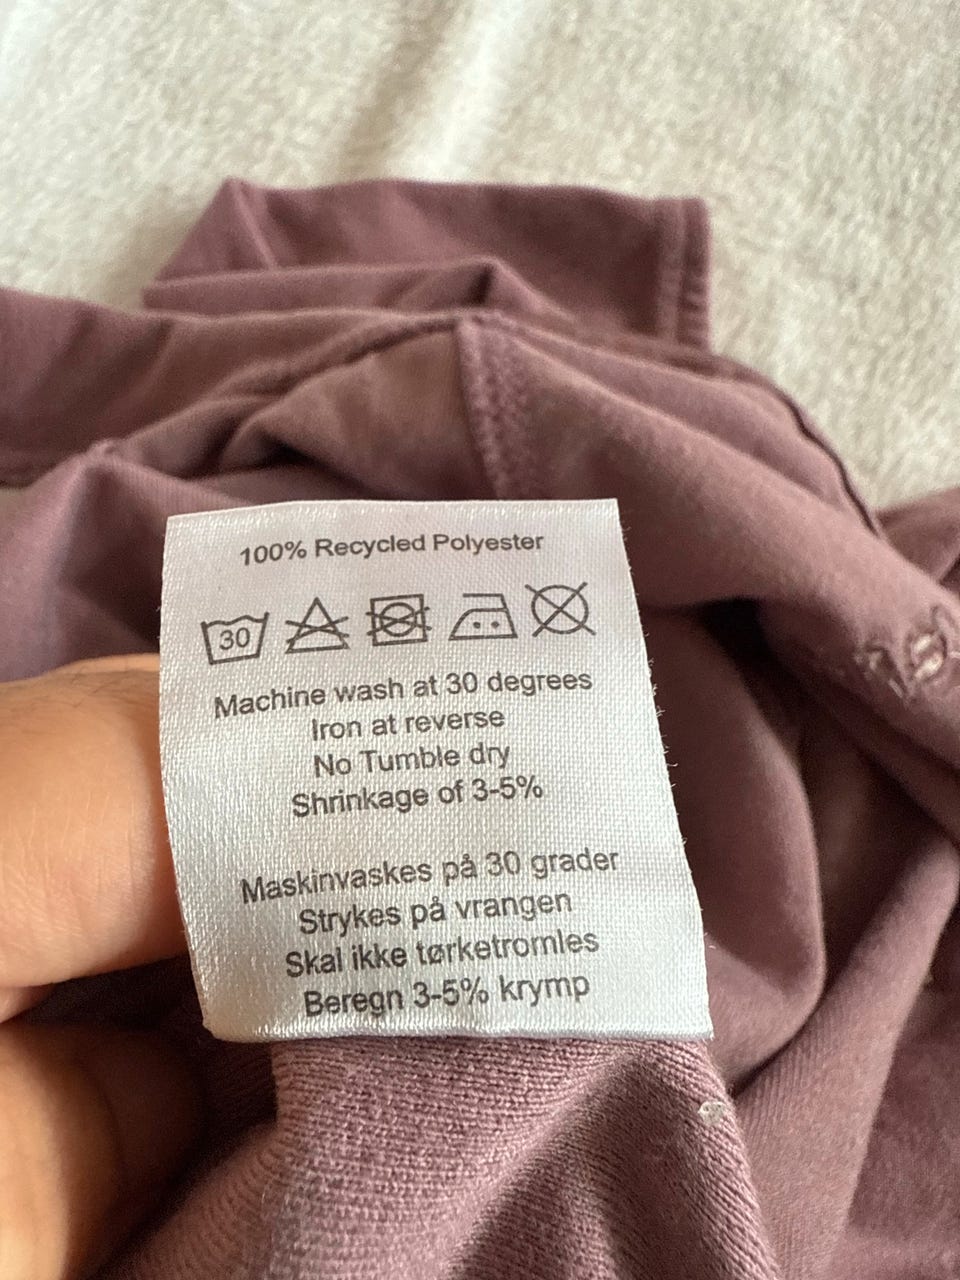 100% Recycled Polyester
30
Machine wash at 30 degrees
Iron at reverse
No Tumble dry
Shrinkage of 3-5%
Maskinvaskes på 30 grader
Strykes på vrangen
Skal ikke tørketromles
Beregn 3-5% krymp